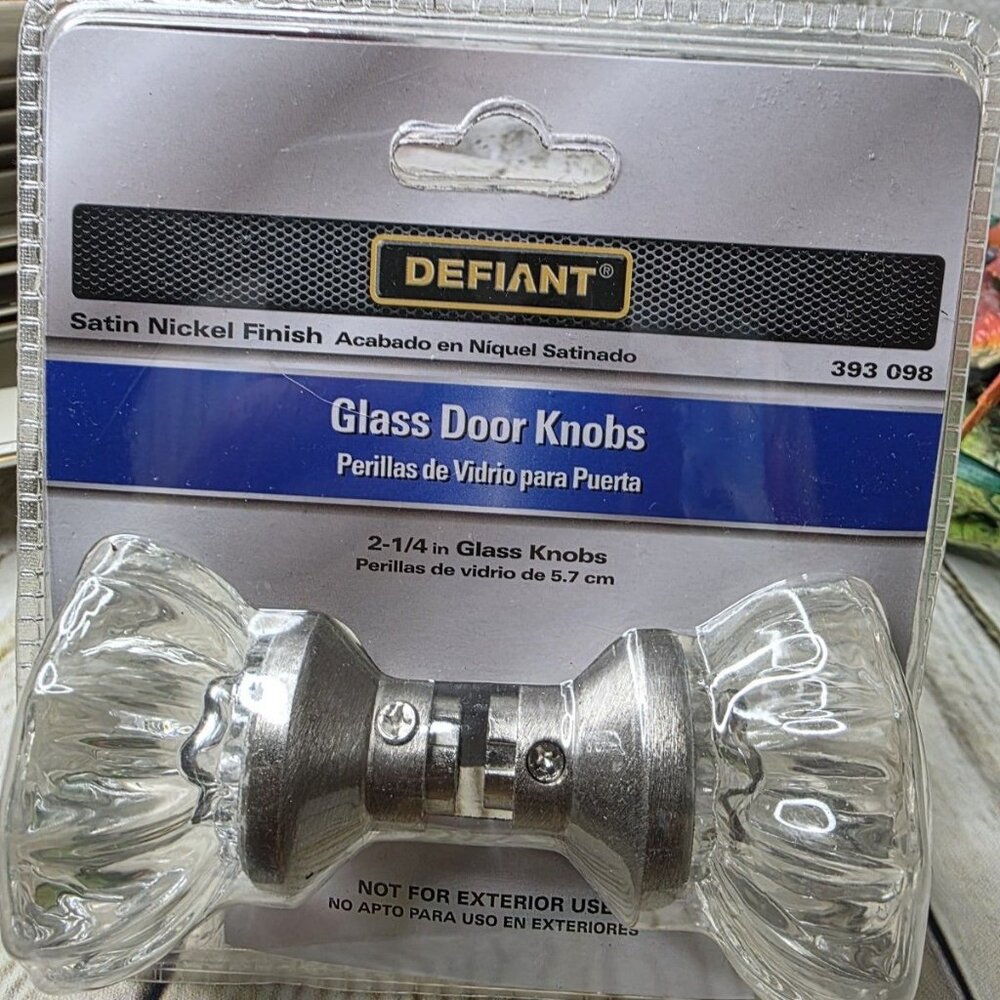 DEFIANT®
Satin Nickel Finish Acabado en Níquel Satinado
393 098
Glass Door Knobs
Perillas de Vidrio para Puerta
2-1/4 in Glass Knobs
Perillas de vidrio de 5.7 cm
NOT FOR EXTERIOR USE
NO APTO PARA USO EN EXTERIORES